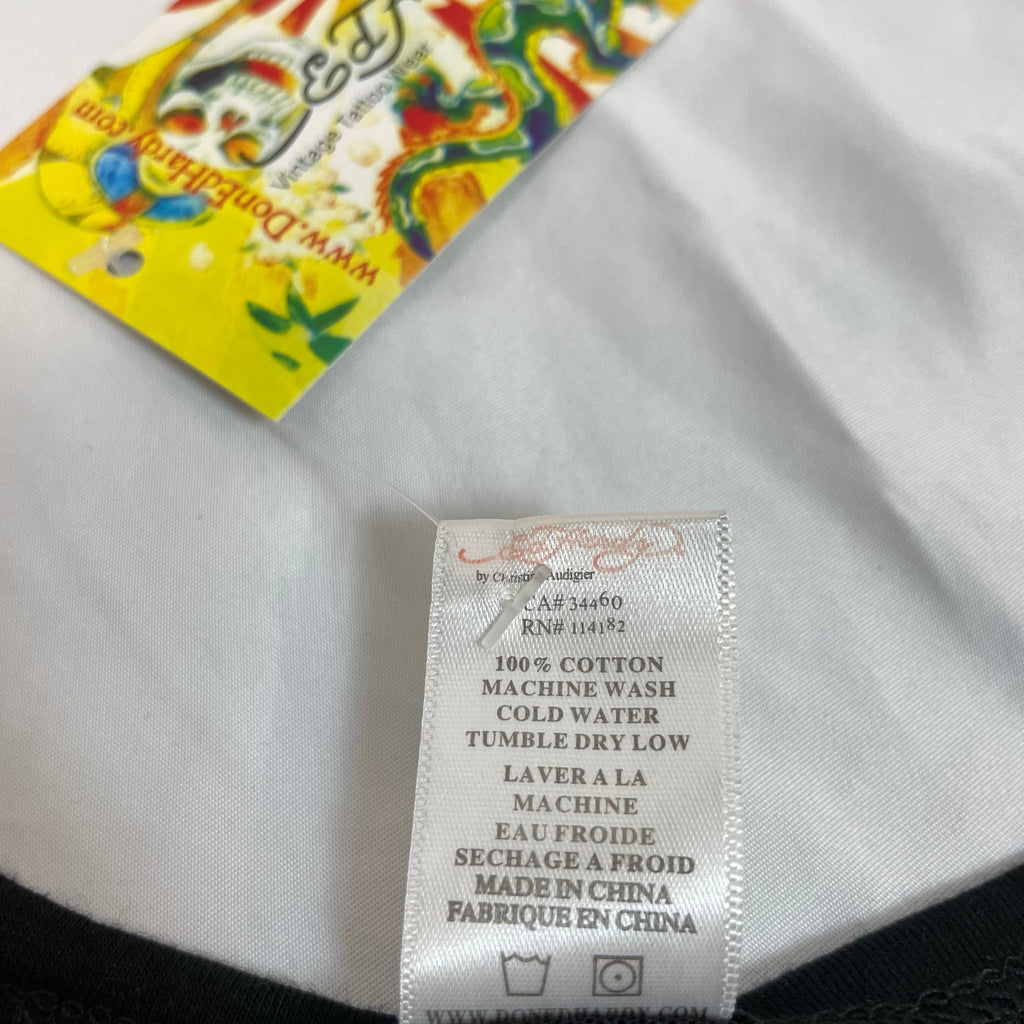 Vintage Tattoo Wear
www.DonEdHardy.com
Ed Hardy
by Christian Audigier
CA# 34460
RN# 114182
100% COTTON
MACHINE WASH
COLD WATER
TUMBLE DRY LOW
LAVER A LA
MACHINE
EAU FROIDE
SECHAGE A FROID
MADE IN CHINA
FABRIQUE EN CHINA
WWW.DONEDHARDY.COM